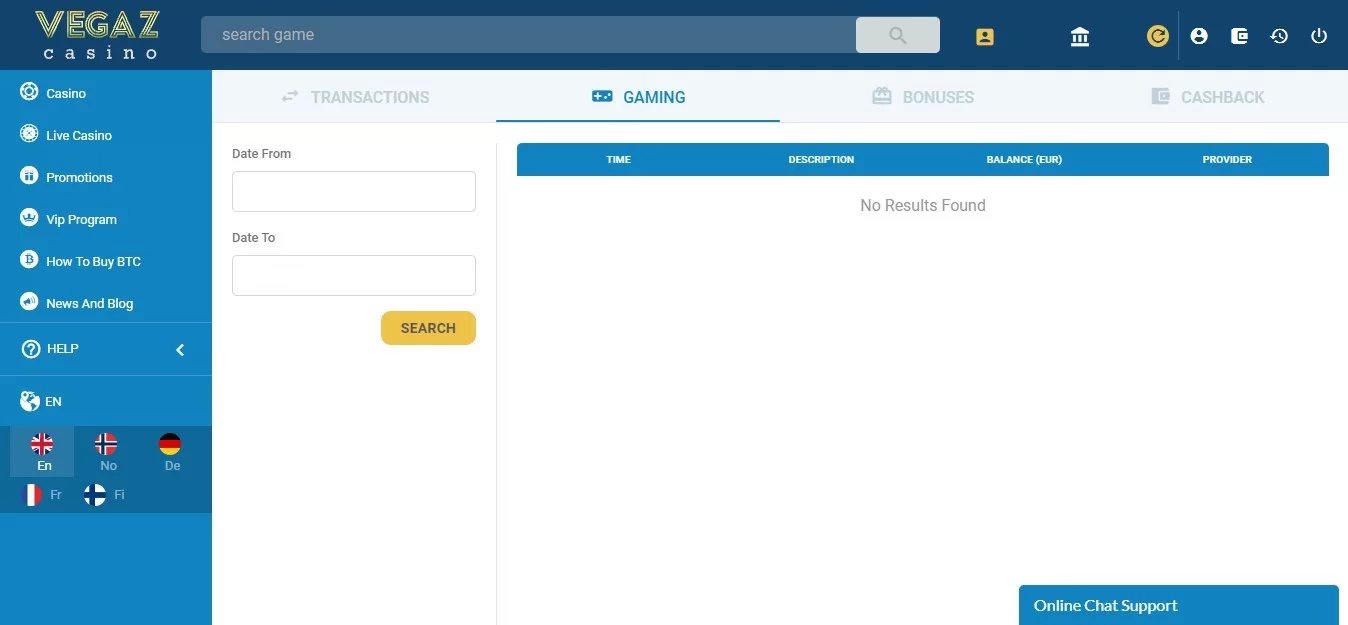 VEGAZ
casino
search game
Casino
Live Casino
Promotions
Vip Program
How To Buy BTC
News And Blog
HELP
EN
En No De
Fr Fi
TRANSACTIONS GAMING BONUSES CASHBACK
Date From
Date To
SEARCH
TIME DESCRIPTION BALANCE (EUR) PROVIDER
No Results Found
Online Chat Support